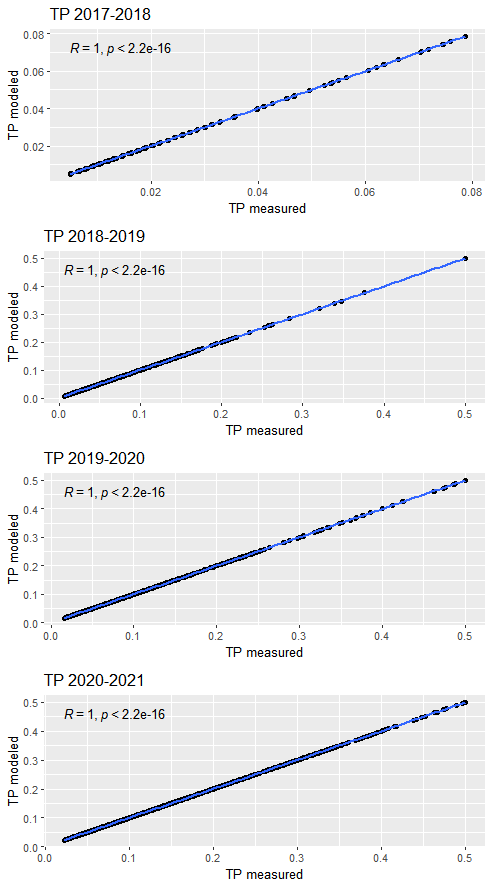 TP 2017-2018
R = 1, p < 2.2e-16
TP modeled
0.08
0.06
0.04
0.02
0.02 0.04 0.06 0.08
TP measured
TP 2018-2019
R = 1, p < 2.2e-16
TP modeled
0.5
0.4
0.3
0.2
0.1
0.0
0.0 0.1 0.2 0.3 0.4 0.5
TP measured
TP 2019-2020
R = 1, p < 2.2e-16
TP modeled
0.5
0.4
0.3
0.2
0.1
0.0
0.0 0.1 0.2 0.3 0.4 0.5
TP measured
TP 2020-2021
R = 1, p < 2.2e-16
TP modeled
0.5
0.4
0.3
0.2
0.1
0.0
0.0 0.1 0.2 0.3 0.4 0.5
TP measured